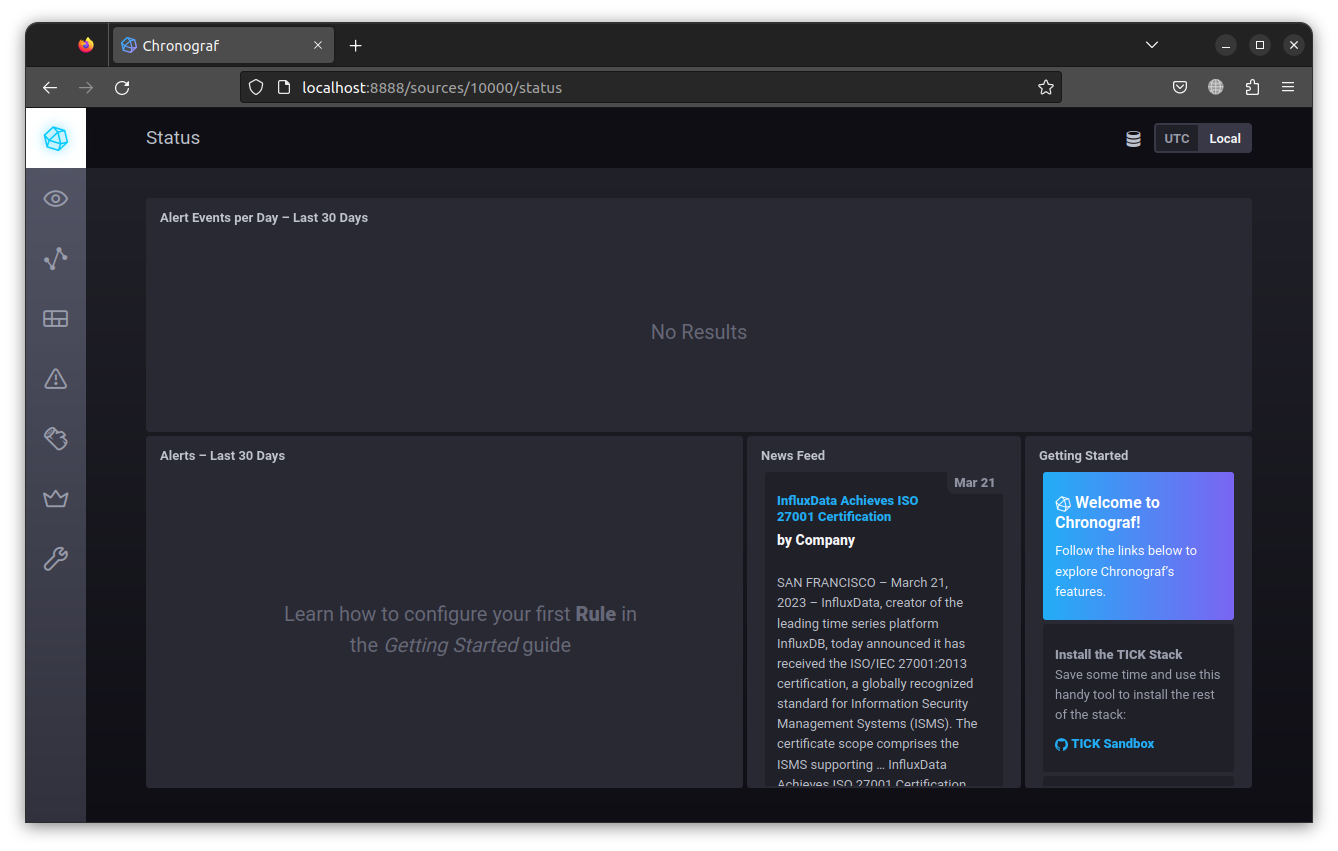 Chronograf
localhost:8888/sources/10000/status
Status
UTC Local
Alert Events per Day – Last 30 Days
No Results
Alerts – Last 30 Days
Learn how to configure your first Rule in
the Getting Started guide
News Feed
Mar 21
InfluxData Achieves ISO
27001 Certification
by Company
SAN FRANCISCO – March 21,
2023 – InfluxData, creator of the
leading time series platform
InfluxDB, today announced it has
received the ISO/IEC 27001:2013
certification, a globally recognized
standard for Information Security
Management Systems (ISMS). The
certificate scope comprises the
ISMS supporting … InfluxData
Achieves ISO 27001 Certification
Getting Started
Welcome to
Chronograf!
Follow the links below to
explore Chronograf's
features.
Install the TICK Stack
Save some time and use this
handy tool to install the rest
of the stack:
TICK Sandbox